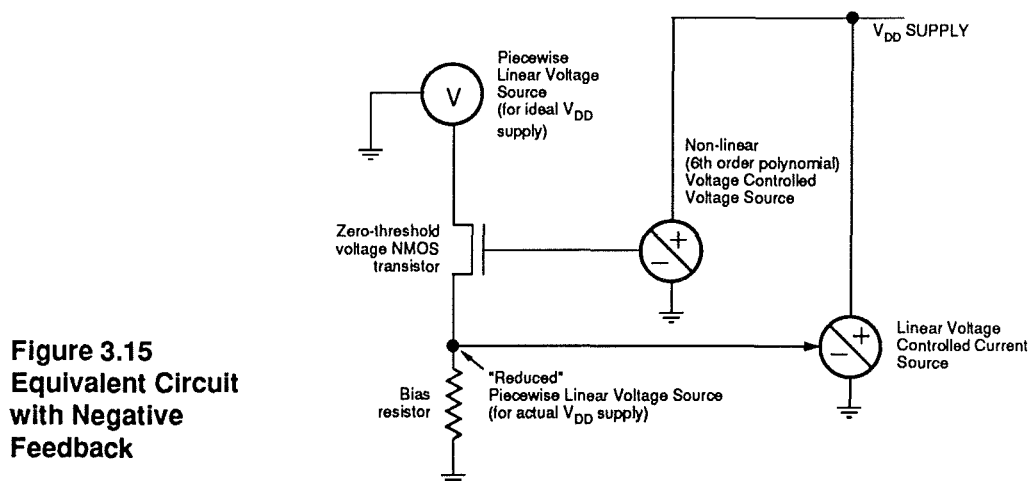 V_DD SUPPLY
Piecewise
Linear Voltage
Source
(for ideal V_DD
supply)
V
Non-linear
(6th order polynomial)
Voltage Controlled
Voltage Source
+
−
Zero-threshold
voltage NMOS
transistor
+
−
Linear Voltage
Controlled Current
Source
"Reduced"
Piecewise Linear Voltage Source
(for actual V_DD supply)
Bias
resistor
Figure 3.15
Equivalent Circuit
with Negative
Feedback